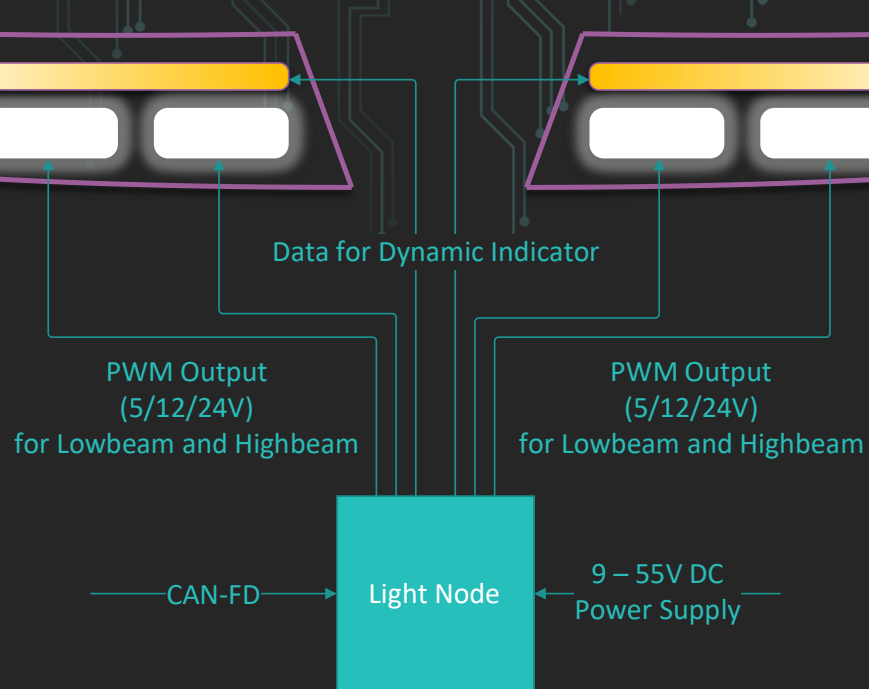 Data for Dynamic Indicator
PWM Output
(5/12/24V)
for Lowbeam and Highbeam
PWM Output
(5/12/24V)
for Lowbeam and Highbeam
CAN-FD
Light Node
9 – 55V DC
Power Supply